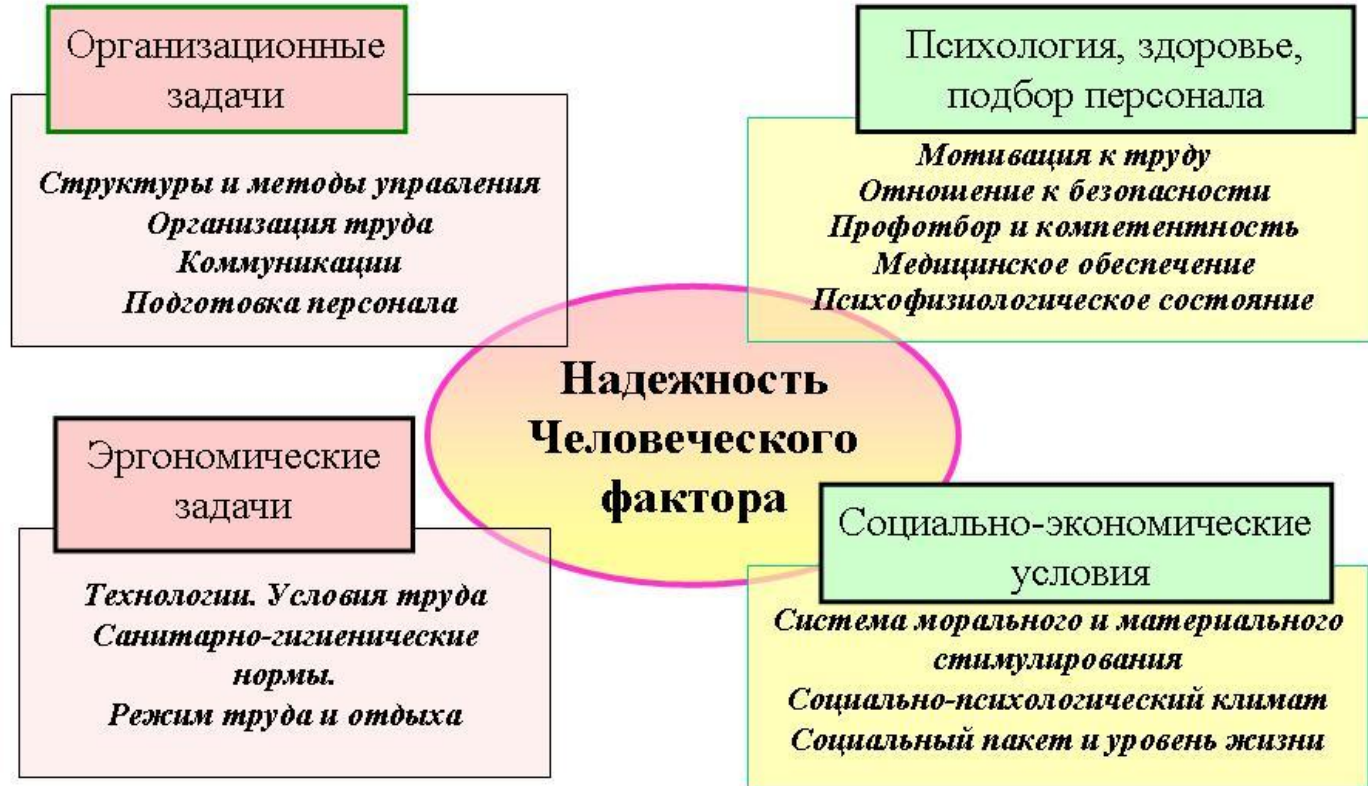 Организационные
задачи
Структуры и методы управления
Организация труда
Коммуникации
Подготовка персонала
Психология, здоровье,
подбор персонала
Мотивация к труду
Отношение к безопасности
Профотбор и компетентность
Медицинское обеспечение
Психофизиологическое состояние
Надежность
Человеческого
фактора
Эргономические
задачи
Технологии. Условия труда
Санитарно-гигиенические
нормы.
Режим труда и отдыха
Социально-экономические
условия
Система морального и материального
стимулирования
Социально-психологический климат
Социальный пакет и уровень жизни